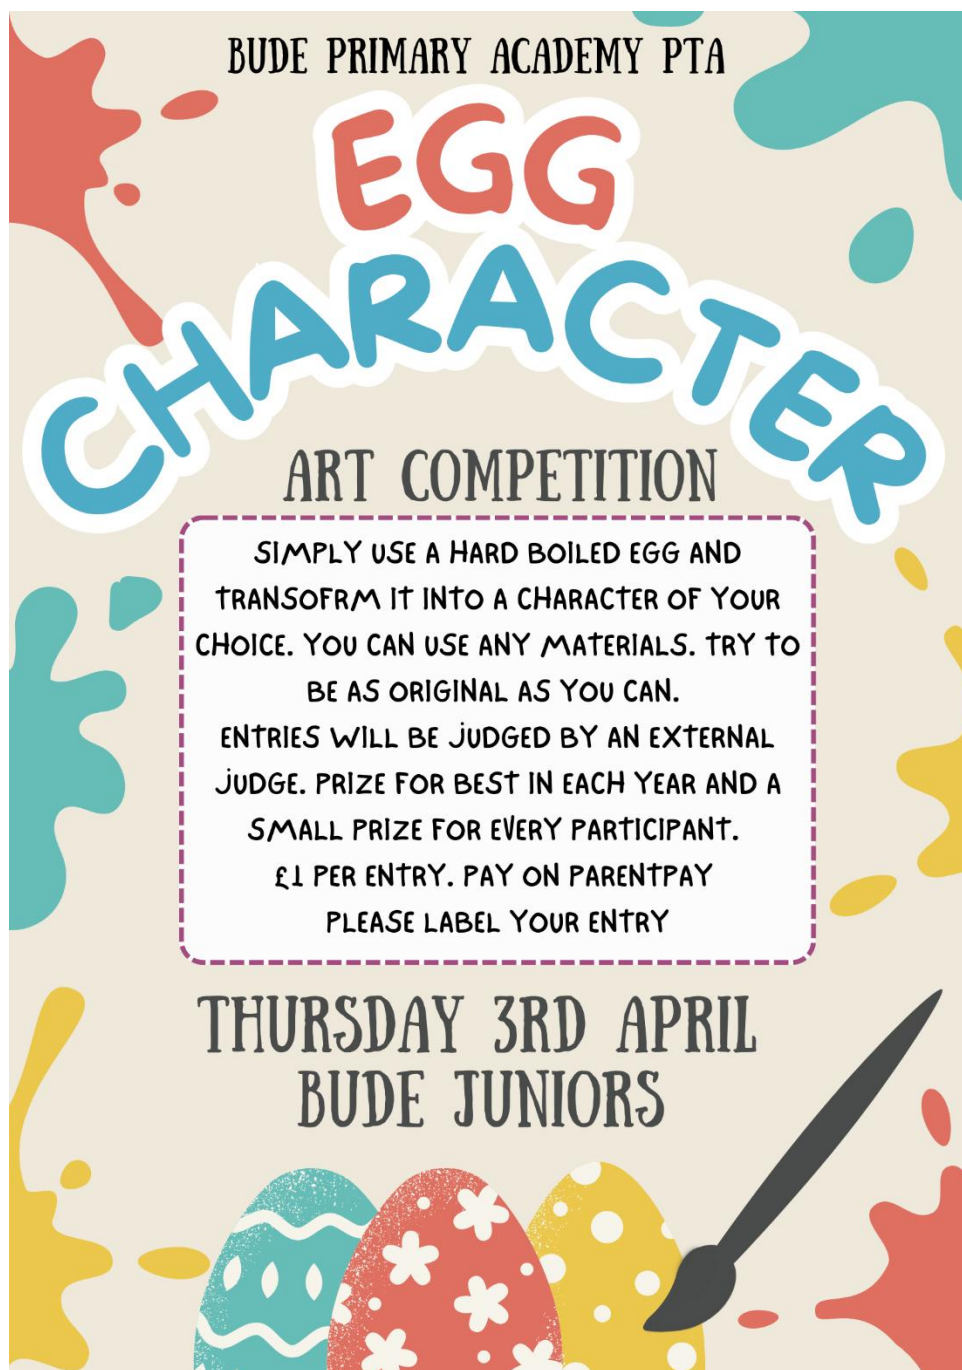 BUDE PRIMARY ACADEMY PTA
EGG
CHARACTER
ART COMPETITION
SIMPLY USE A HARD BOILED EGG AND
TRANSOFRM IT INTO A CHARACTER OF YOUR
CHOICE. YOU CAN USE ANY MATERIALS. TRY TO
BE AS ORIGINAL AS YOU CAN.
ENTRIES WILL BE JUDGED BY AN EXTERNAL
JUDGE. PRIZE FOR BEST IN EACH YEAR AND A
SMALL PRIZE FOR EVERY PARTICIPANT.
£1 PER ENTRY. PAY ON PARENTPAY
PLEASE LABEL YOUR ENTRY
THURSDAY 3RD APRIL
BUDE JUNIORS